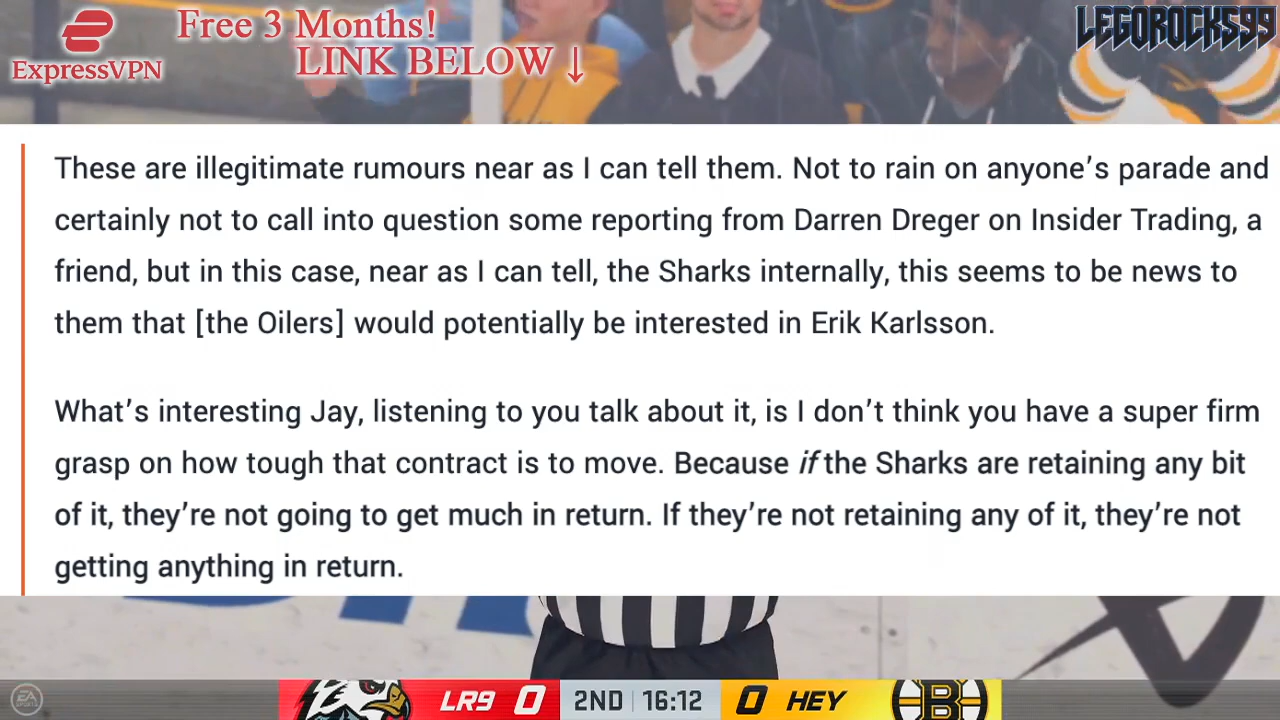 Free 3 Months!
LINK BELOW ↓
ExpressVPN
LEGOROCKS99
These are illegitimate rumours near as I can tell them. Not to rain on anyone’s parade and
certainly not to call into question some reporting from Darren Dreger on Insider Trading, a
friend, but in this case, near as I can tell, the Sharks internally, this seems to be news to
them that [the Oilers] would potentially be interested in Erik Karlsson.
What’s interesting Jay, listening to you talk about it, is I don’t think you have a super firm
grasp on how tough that contract is to move. Because if the Sharks are retaining any bit
of it, they’re not going to get much in return. If they’re not retaining any of it, they’re not
getting anything in return.
EA SPORTS
LR9 0 2ND 16:12 0 HEY B